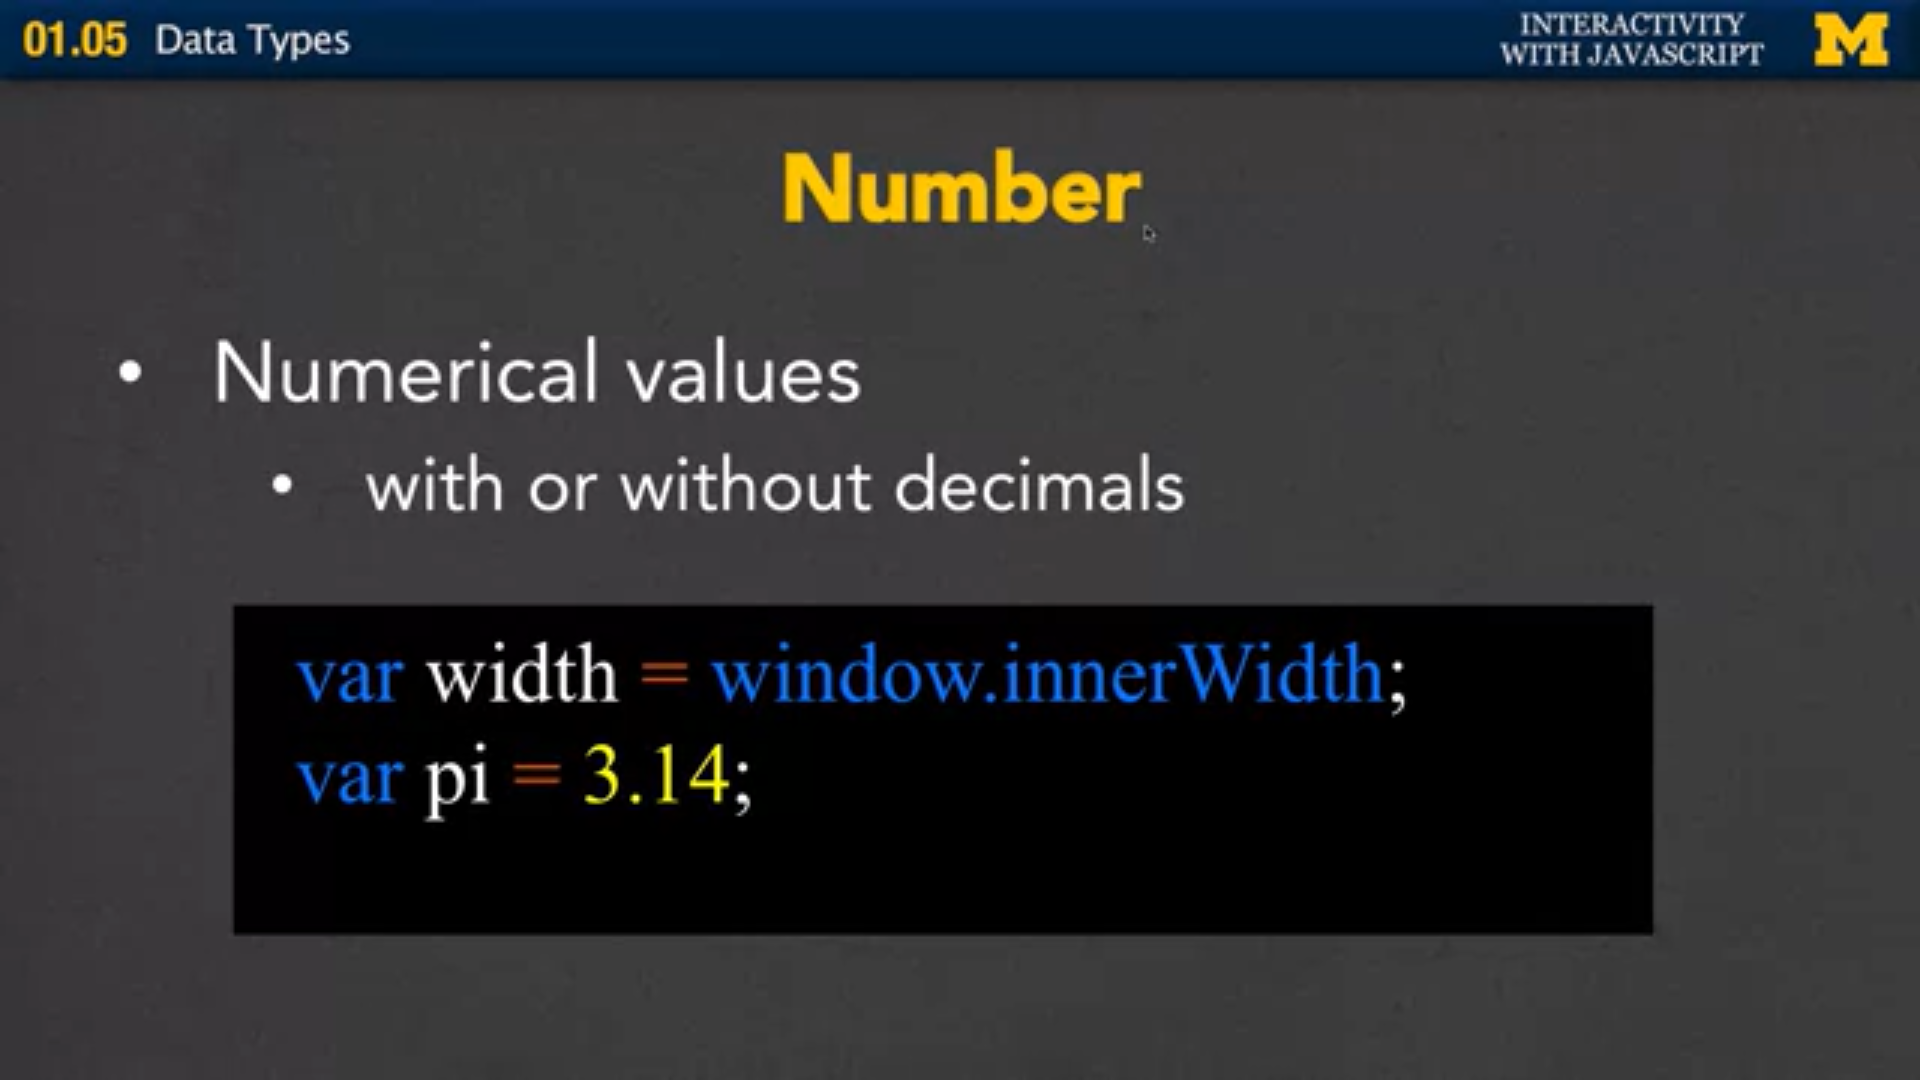 01.05 Data Types
INTERACTIVITY
WITH JAVASCRIPT
M
Number
• Numerical values
• with or without decimals
var width = window.innerWidth;
var pi = 3.14;